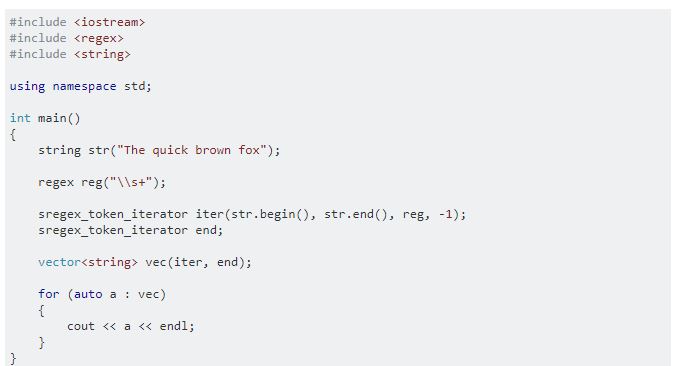 #include <iostream>
#include <regex>
#include <string>
using namespace std;
int main()
{
string str("The quick brown fox");
regex reg("\\s+");
sregex_token_iterator iter(str.begin(), str.end(), reg, -1);
sregex_token_iterator end;
vector<string> vec(iter, end);
for (auto a : vec)
{
cout << a << endl;
}
}